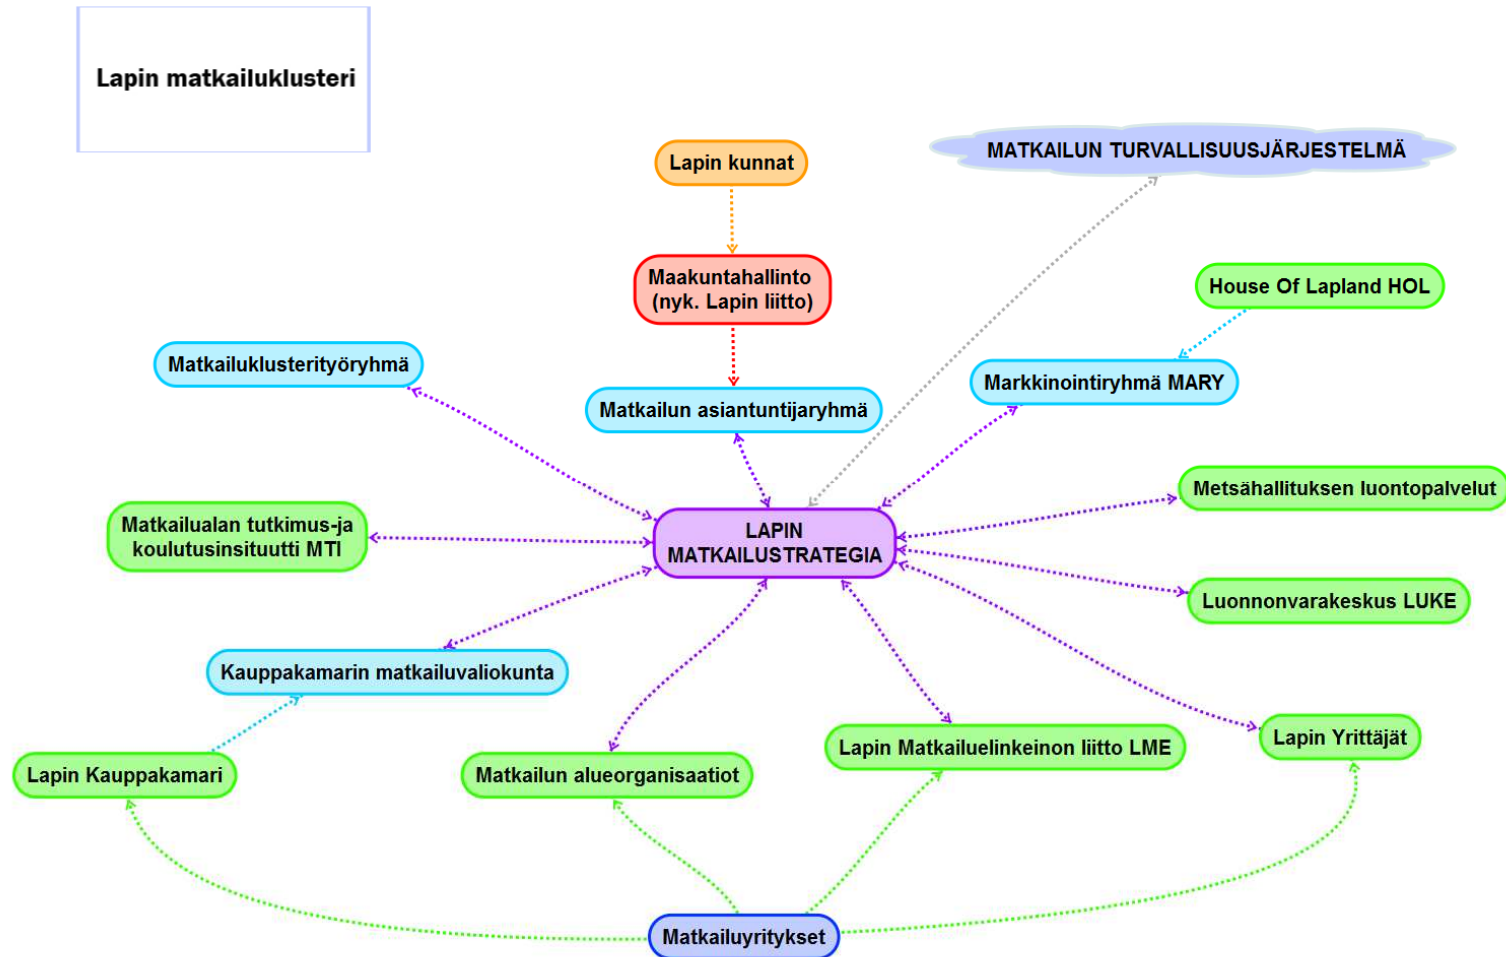 Lapin matkailuklusteri
Lapin kunnat
MATKAILUN TURVALLISUUSJÄRJESTELMÄ
Maakuntahallinto
(nyk. Lapin liitto)
House Of Lapland HOL
Matkailuklusterityöryhmä
Matkailun asiantuntijaryhmä
Markkinointiryhmä MARY
Metsähallituksen luontopalvelut
Matkailualan tutkimus-ja
koulutusinsituutti MTI
LAPIN
MATKAILUSTRATEGIA
Luonnonvarakeskus LUKE
Kauppakamarin matkailuvaliokunta
Lapin Kauppakamari
Matkailun alueorganisaatiot
Lapin Matkailuelinkeinon liitto LME
Lapin Yrittäjät
Matkailuyritykset